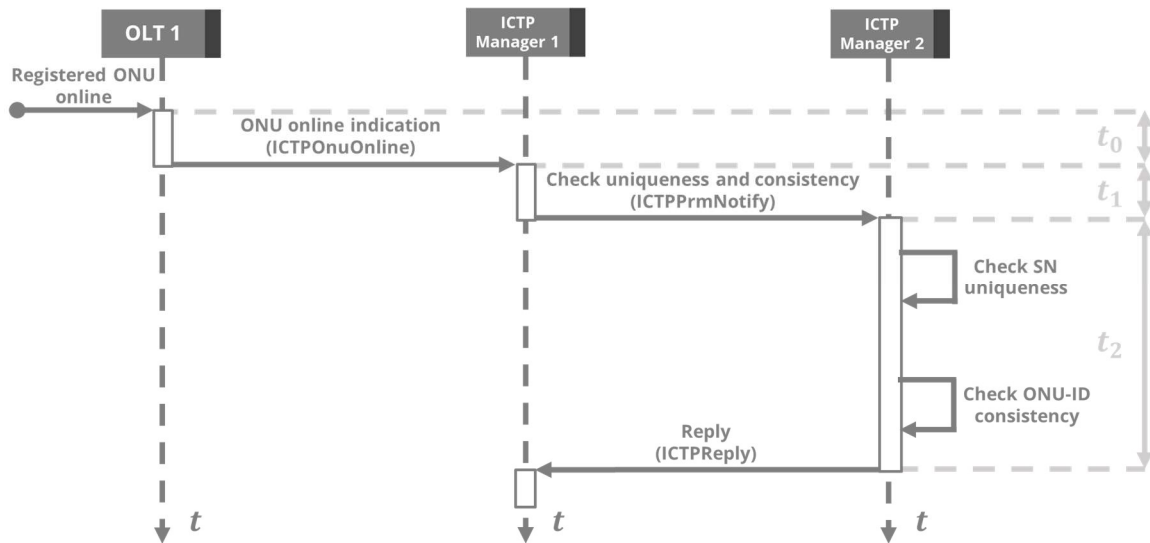 OLT 1
ICTP
Manager 1
ICTP
Manager 2
Registered ONU
online
ONU online indication
(ICTPOnuOnline)
t₀
Check uniqueness and consistency
(ICTPPrmNotify)
t₁
Check SN
uniqueness
t₂
Check ONU-ID
consistency
Reply
(ICTPReply)
t
t
t